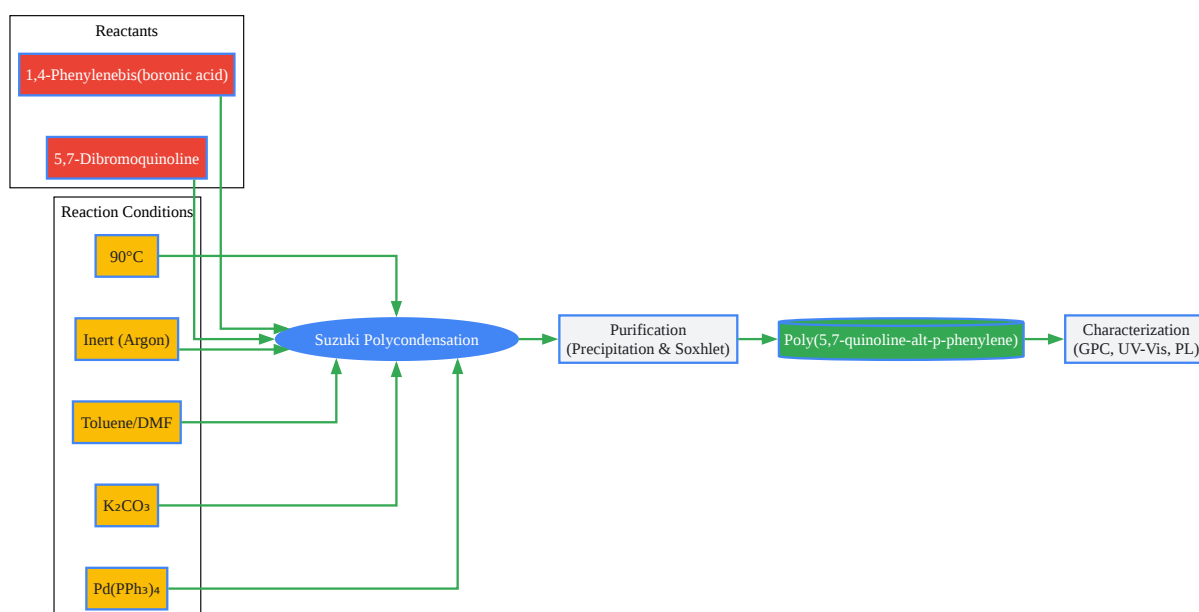 Reactants
1,4-Phenylenebis(boronic acid)
5,7-Dibromoquinoline
Reaction Conditions
90°C
Inert (Argon)
Toluene/DMF
K₂CO₃
Pd(PPh₃)₄
Suzuki Polycondensation
Purification
(Precipitation & Soxhlet)
Poly(5,7-quinoline-alt-p-phenylene)
Characterization
(GPC, UV-Vis, PL)